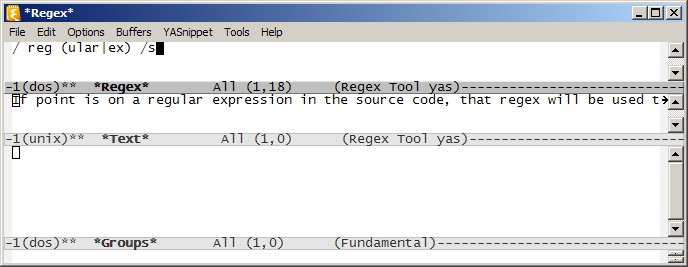 *Regex*
File Edit Options Buffers YASnippet Tools Help
/ reg (ular|ex) /s
-1(dos)** *Regex* All (1,18) (Regex Tool yas)--------------------------
If point is on a regular expression in the source code, that regex will be used t
-1(unix)** *Text* All (1,0) (Regex Tool yas)--------------------------
-1(dos)** *Groups* All (1,0) (Fundamental)----------------------------